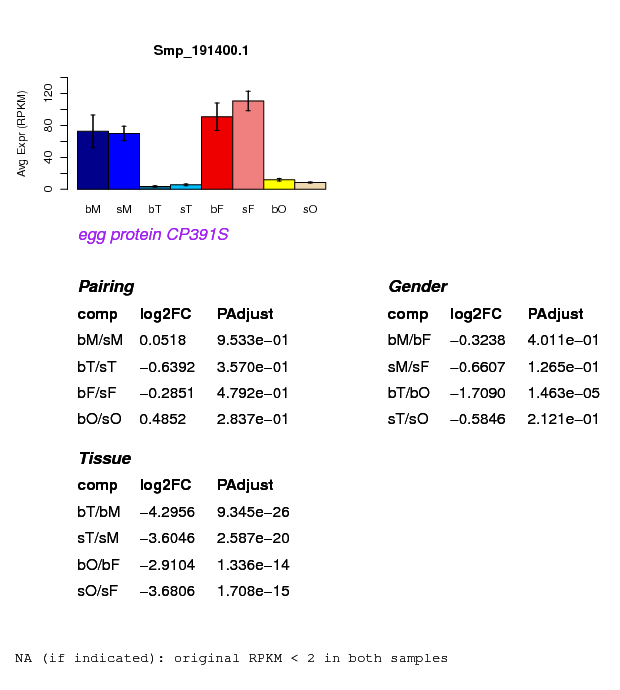 Smp_191400.1
Avg Expr (RPKM)
0 40 80 120
bM sM bT sT bF sF bO sO
egg protein CP391S
Pairing
comp log2FC PAdjust
bM/sM 0.0518 9.533e−01
bT/sT −0.6392 3.570e−01
bF/sF −0.2851 4.792e−01
bO/sO 0.4852 2.837e−01
Gender
comp log2FC PAdjust
bM/bF −0.3238 4.011e−01
sM/sF −0.6607 1.265e−01
bT/bO −1.7090 1.463e−05
sT/sO −0.5846 2.121e−01
Tissue
comp log2FC PAdjust
bT/bM −4.2956 9.345e−26
sT/sM −3.6046 2.587e−20
bO/bF −2.9104 1.336e−14
sO/sF −3.6806 1.708e−15
NA (if indicated): original RPKM < 2 in both samples